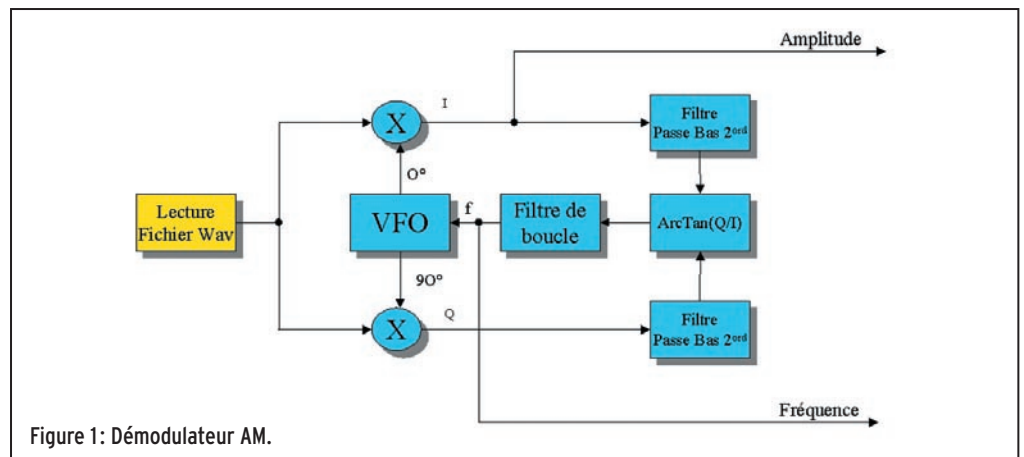 Amplitude
I
Filtre
Passe Bas 2ord
X
0°
Lecture
Fichier Wav
VFO
f
Filtre de
boucle
ArcTan(Q/I)
90°
X
Q
Filtre
Passe Bas 2ord
Fréquence
Figure 1: Démodulateur AM.